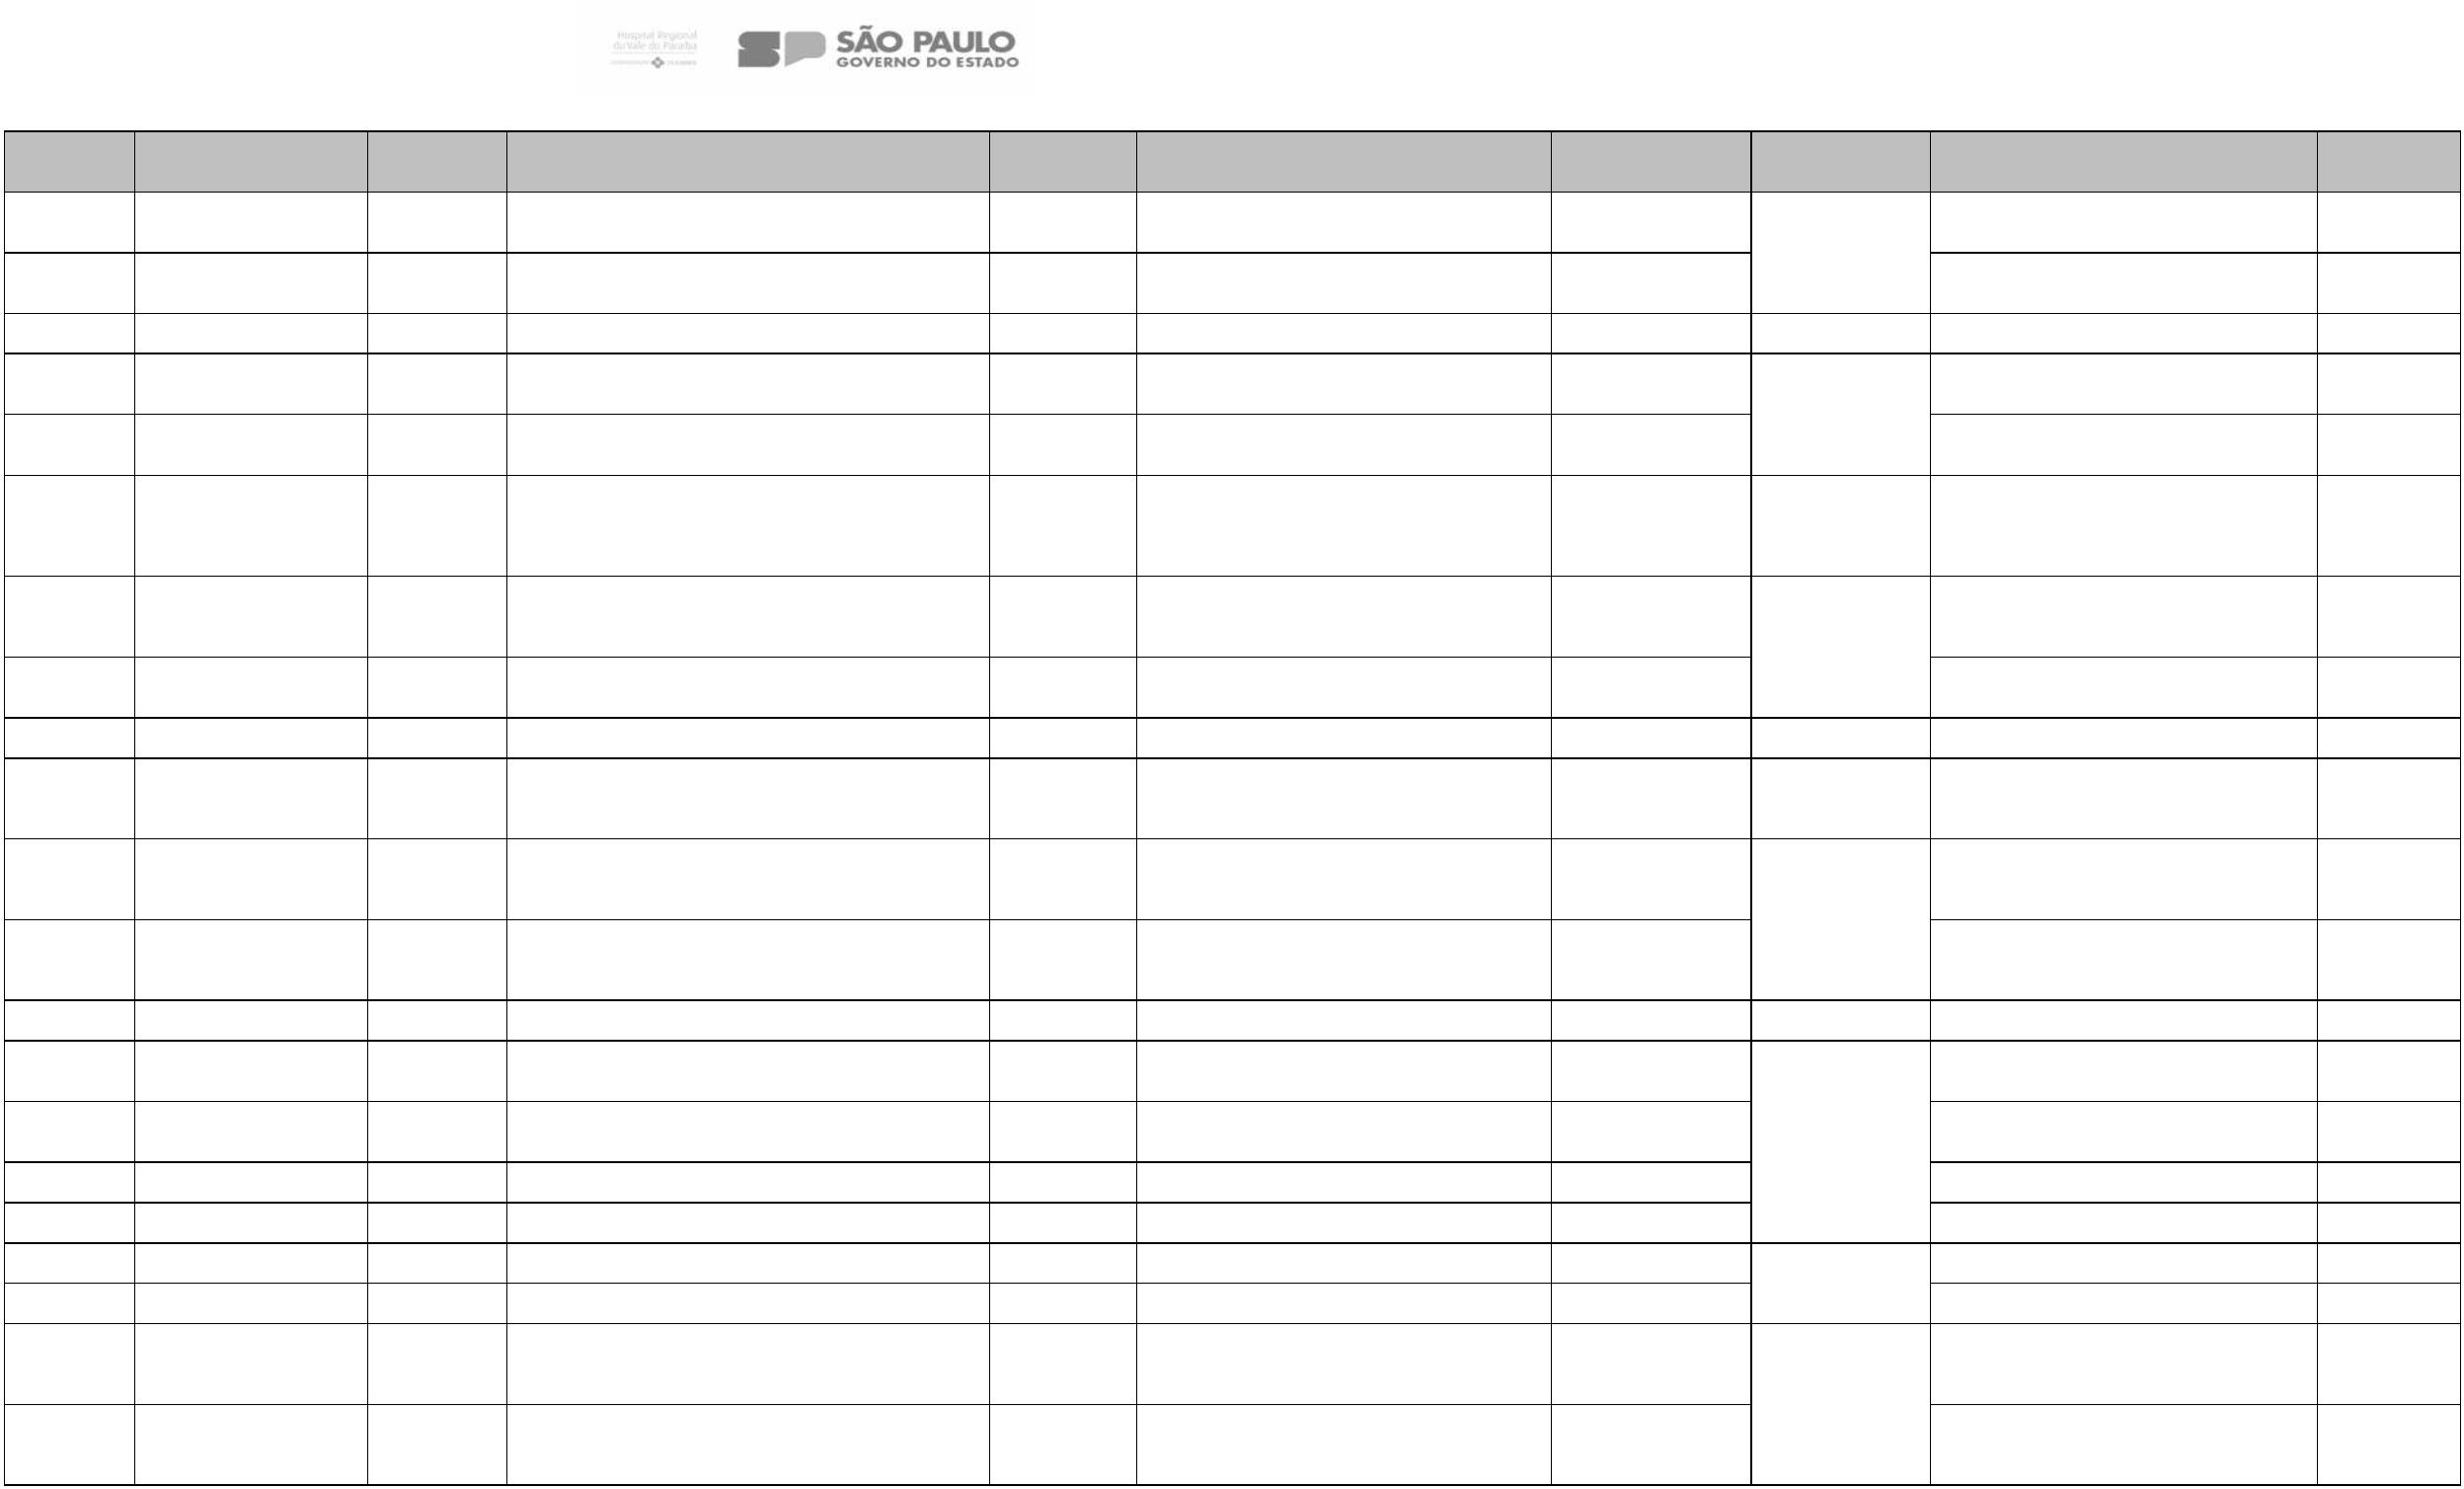 Hospital Regional
do Vale do Paraíba
SÃO PAULO
GOVERNO DO ESTADO